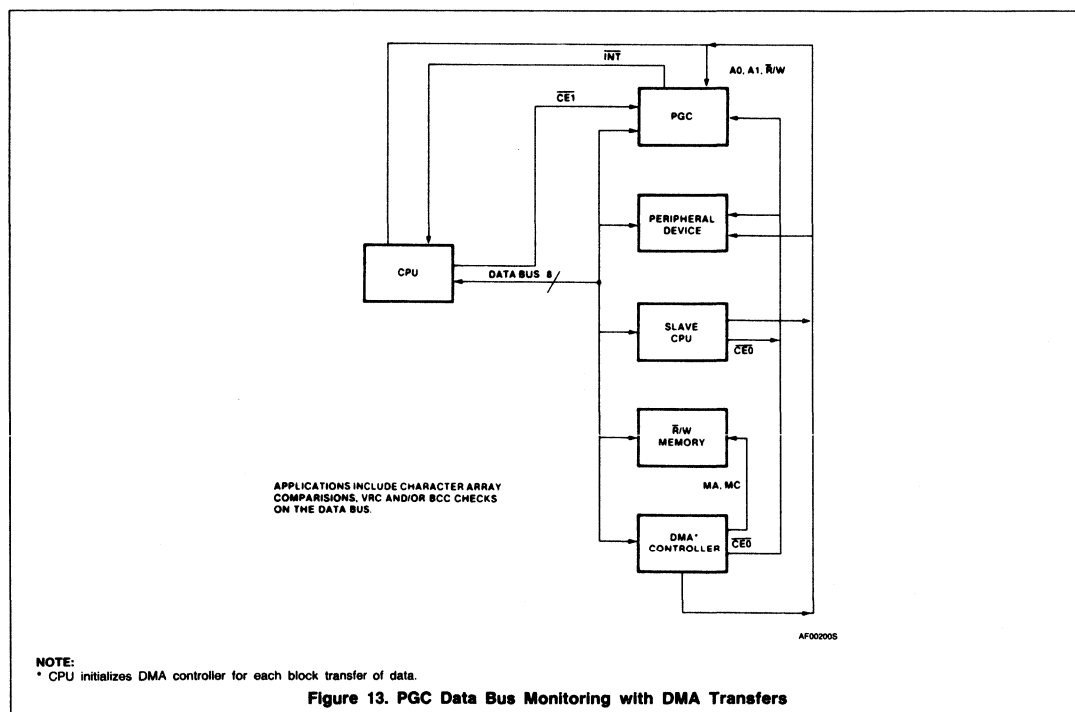 INT
A0, A1, R̅/W
CE1
PGC
PERIPHERAL
DEVICE
CPU
DATA BUS 8
SLAVE
CPU
CE0
R̅/W
MEMORY
MA, MC
APPLICATIONS INCLUDE CHARACTER ARRAY
COMPARISIONS, VRC AND/OR BCC CHECKS
ON THE DATA BUS.
DMA*
CONTROLLER
CE0
AF00200S
NOTE:
* CPU initializes DMA controller for each block transfer of data.
Figure 13. PGC Data Bus Monitoring with DMA Transfers